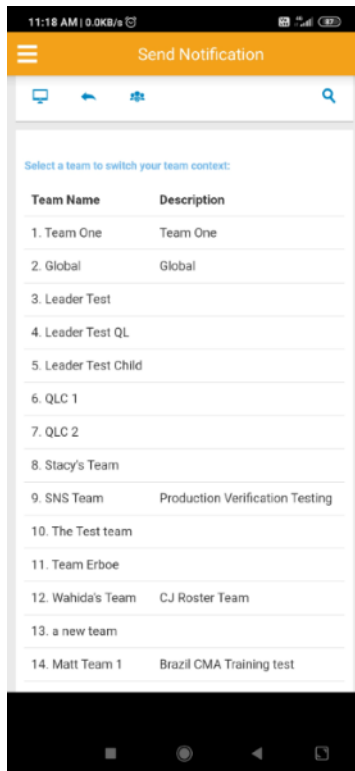 11:18 AM | 0.0KB/s
87
Send Notification
Select a team to switch your team context:
Team Name Description
1. Team One Team One
2. Global Global
3. Leader Test
4. Leader Test QL
5. Leader Test Child
6. QLC 1
7. QLC 2
8. Stacy's Team
9. SNS Team Production Verification Testing
10. The Test team
11. Team Erboe
12. Wahida's Team CJ Roster Team
13. a new team
14. Matt Team 1 Brazil CMA Training test